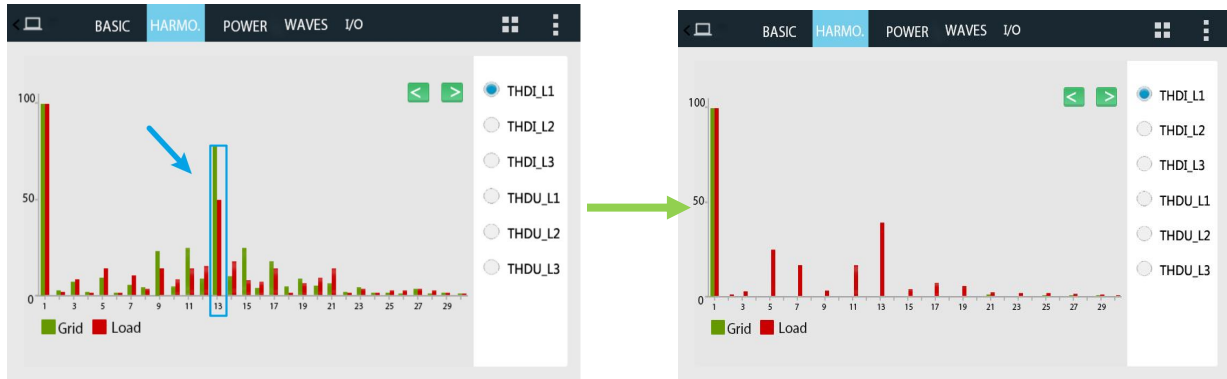 BASIC HARMO. POWER WAVES I/O
100
50
0
1 3 5 7 9 11 13 15 17 19 21 23 25 27 29
Grid Load
THDI_L1
THDI_L2
THDI_L3
THDU_L1
THDU_L2
THDU_L3
BASIC HARMO. POWER WAVES I/O
100
50
0
1 3 5 7 9 11 13 15 17 19 21 23 25 27 29
Grid Load
THDI_L1
THDI_L2
THDI_L3
THDU_L1
THDU_L2
THDU_L3